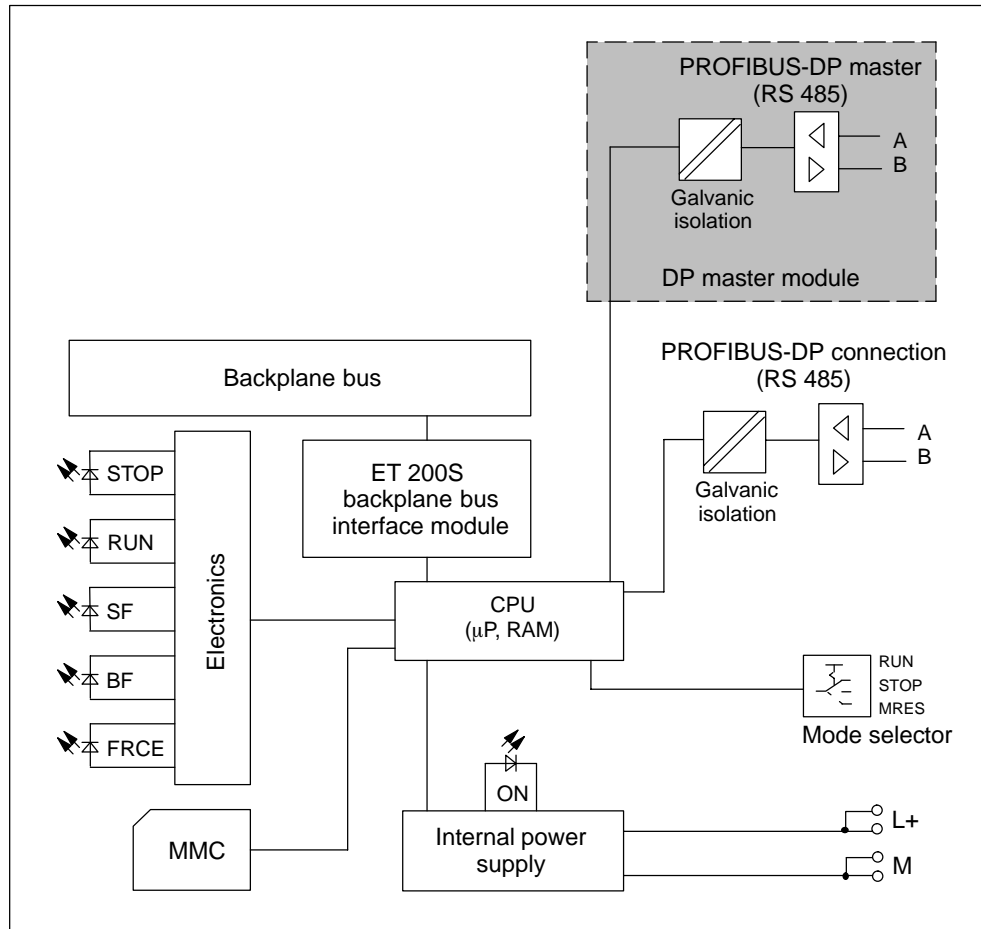 PROFIBUS-DP master
(RS 485)
A
B
Galvanic
isolation
DP master module
PROFIBUS-DP connection
(RS 485)
A
B
Galvanic
isolation
Backplane bus
ET 200S
backplane bus
interface module
STOP
RUN
SF
BF
FRCE
Electronics
CPU
(μP, RAM)
RUN
STOP
MRES
Mode selector
ON
MMC
Internal power
supply
L+
M